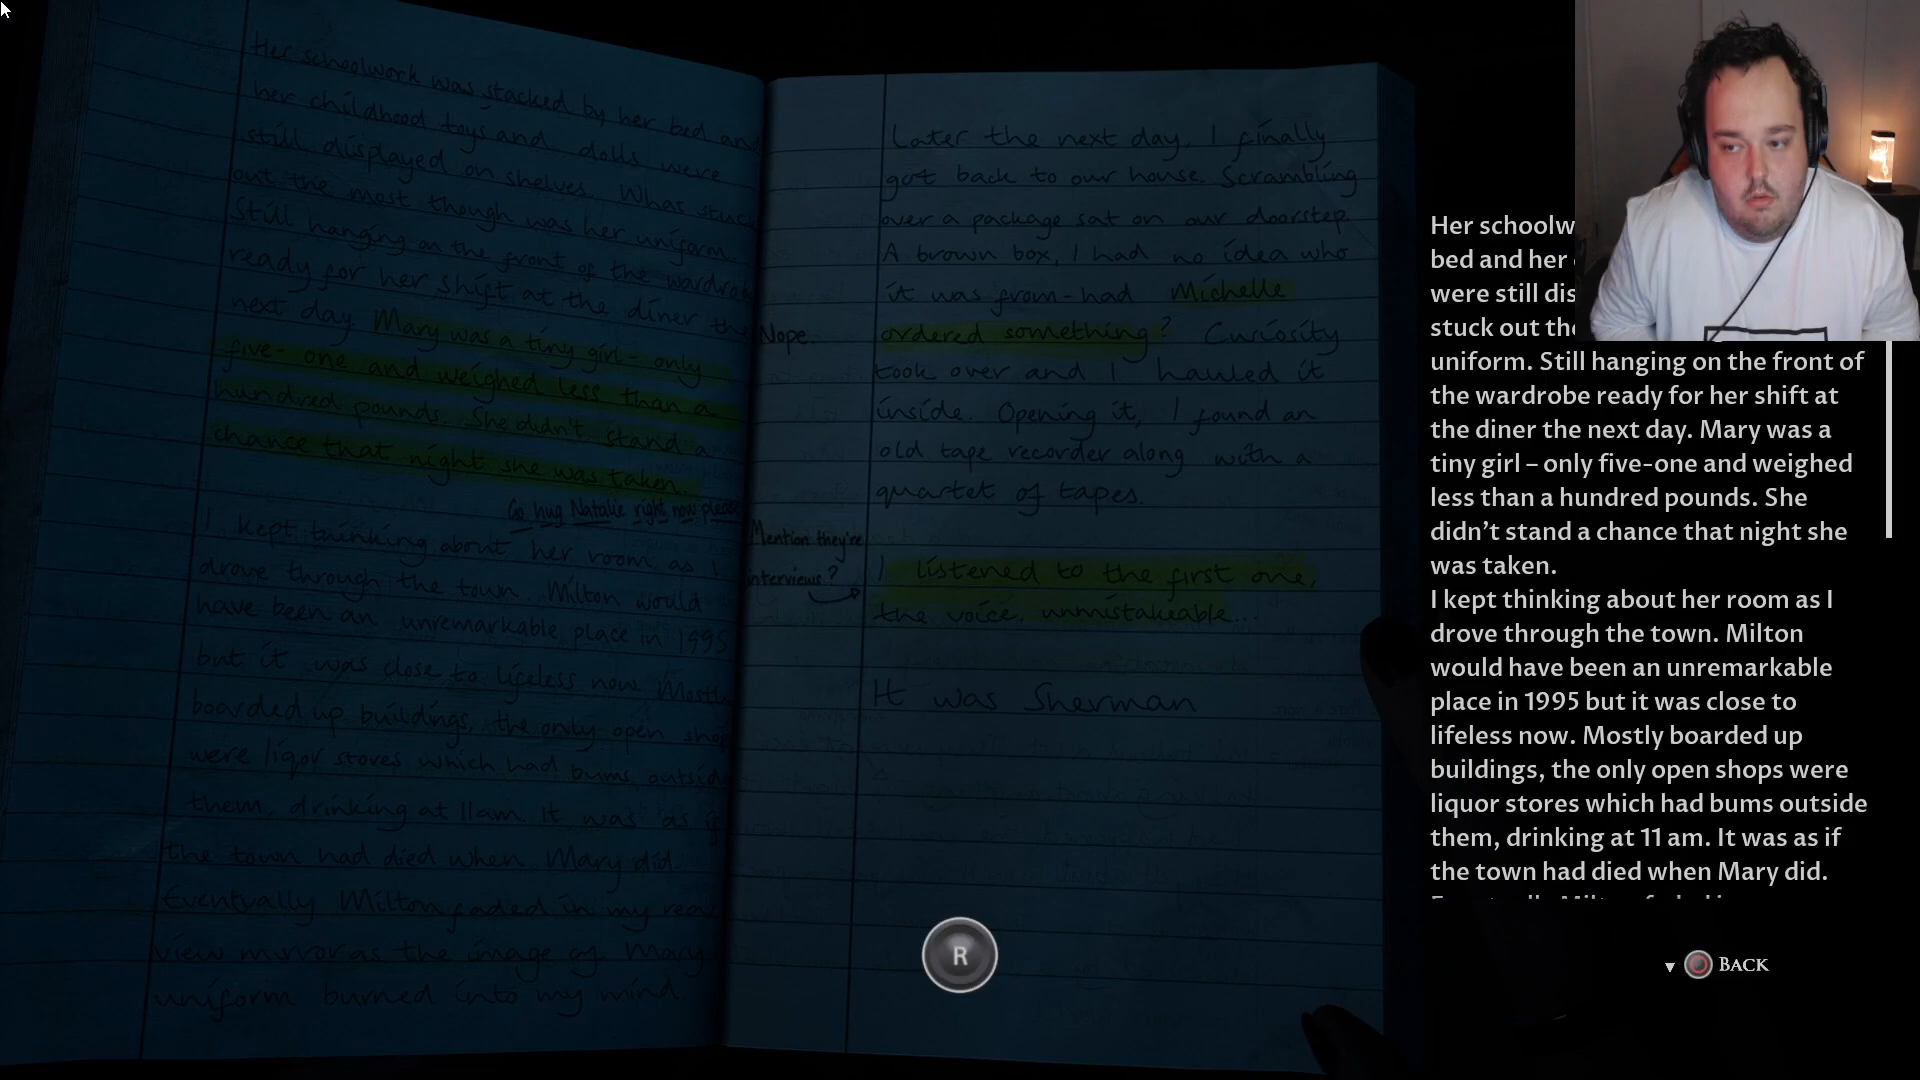 Her schoolwork was stacked by her bed and
her childhood toys and dolls were
still displayed on shelves. What stuck
out the most though was her uniform.
Still hanging on the front of the wardrobe
ready for her shift at the diner the
next day. Mary was a tiny girl - only
five-one and weighed less than a
hundred pounds. She didn't stand a
chance that night she was taken.
Go hug Natalie right now please
I kept thinking about her room as I
drove through the town. Milton would
have been an unremarkable place in 1995
but it was close to lifeless now. Mostly
boarded up buildings, the only open shop
were liqor stores which had bums outside
them, drinking at 11am. It was as if
the town had died when Mary did.
Eventually Milton faded in my rear
view mirror as the image of Mary
uniform burned into my mind.
Later the next day, I finally
got back to our house. Scrambling
over a package sat on our doorstep.
A brown box, I had no idea who
it was from - had Michelle
Nope.
ordered something? Curiosity
took over and I hauled it
inside. Opening it, I found an
old tape recorder along with a
quartet of tapes.
Mention they're
interviews?
I listened to the first one,
the voice, unmistakeable...
It was Sherman
R
Her schoolw
bed and her
were still dis
stuck out the
uniform. Still hanging on the front of
the wardrobe ready for her shift at
the diner the next day. Mary was a
tiny girl – only five-one and weighed
less than a hundred pounds. She
didn't stand a chance that night she
was taken.
I kept thinking about her room as I
drove through the town. Milton
would have been an unremarkable
place in 1995 but it was close to
lifeless now. Mostly boarded up
buildings, the only open shops were
liquor stores which had bums outside
them, drinking at 11 am. It was as if
the town had died when Mary did.
BACK